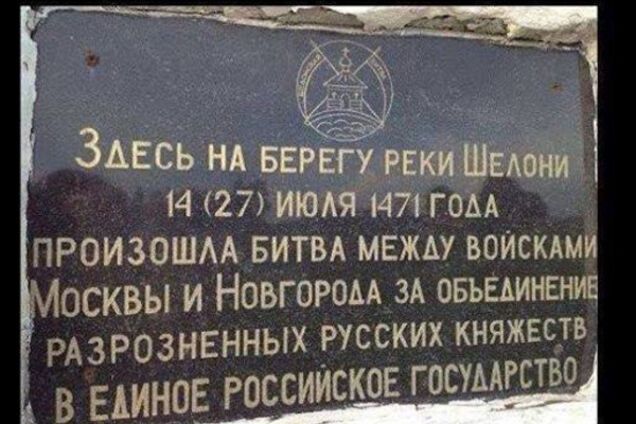 Здесь на берегу реки Шелони
14 (27) июля 1471 года
произошла битва между войсками
Москвы и Новгорода за объединение
разрозненных русских княжеств
в единое Российское государство